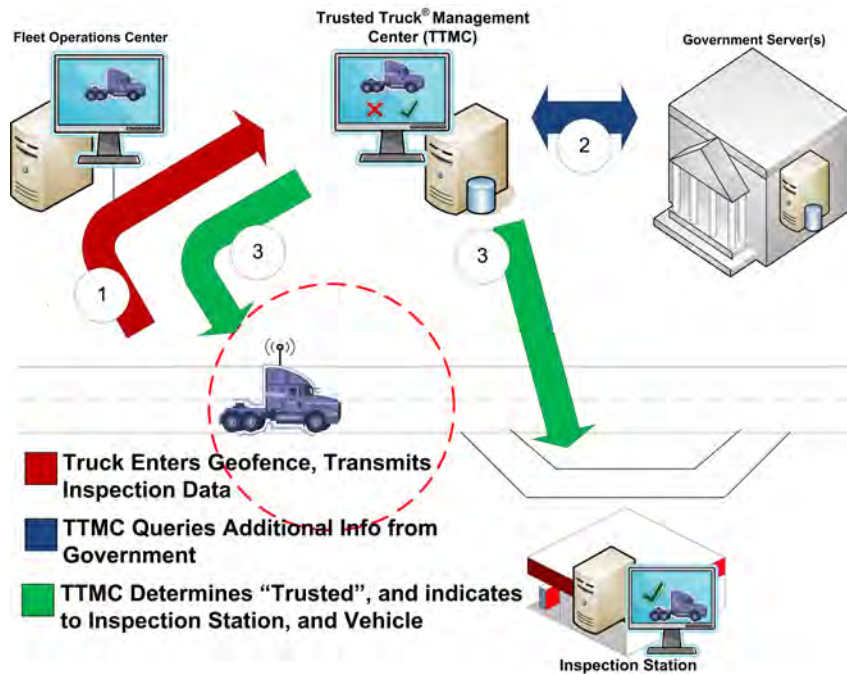 Trusted Truck® Management
Center (TTMC)
Fleet Operations Center
Government Server(s)
2
3
3
1
Truck Enters Geofence, Transmits
Inspection Data
TTMC Queries Additional Info from
Government
TTMC Determines “Trusted”, and indicates
to Inspection Station, and Vehicle
Inspection Station